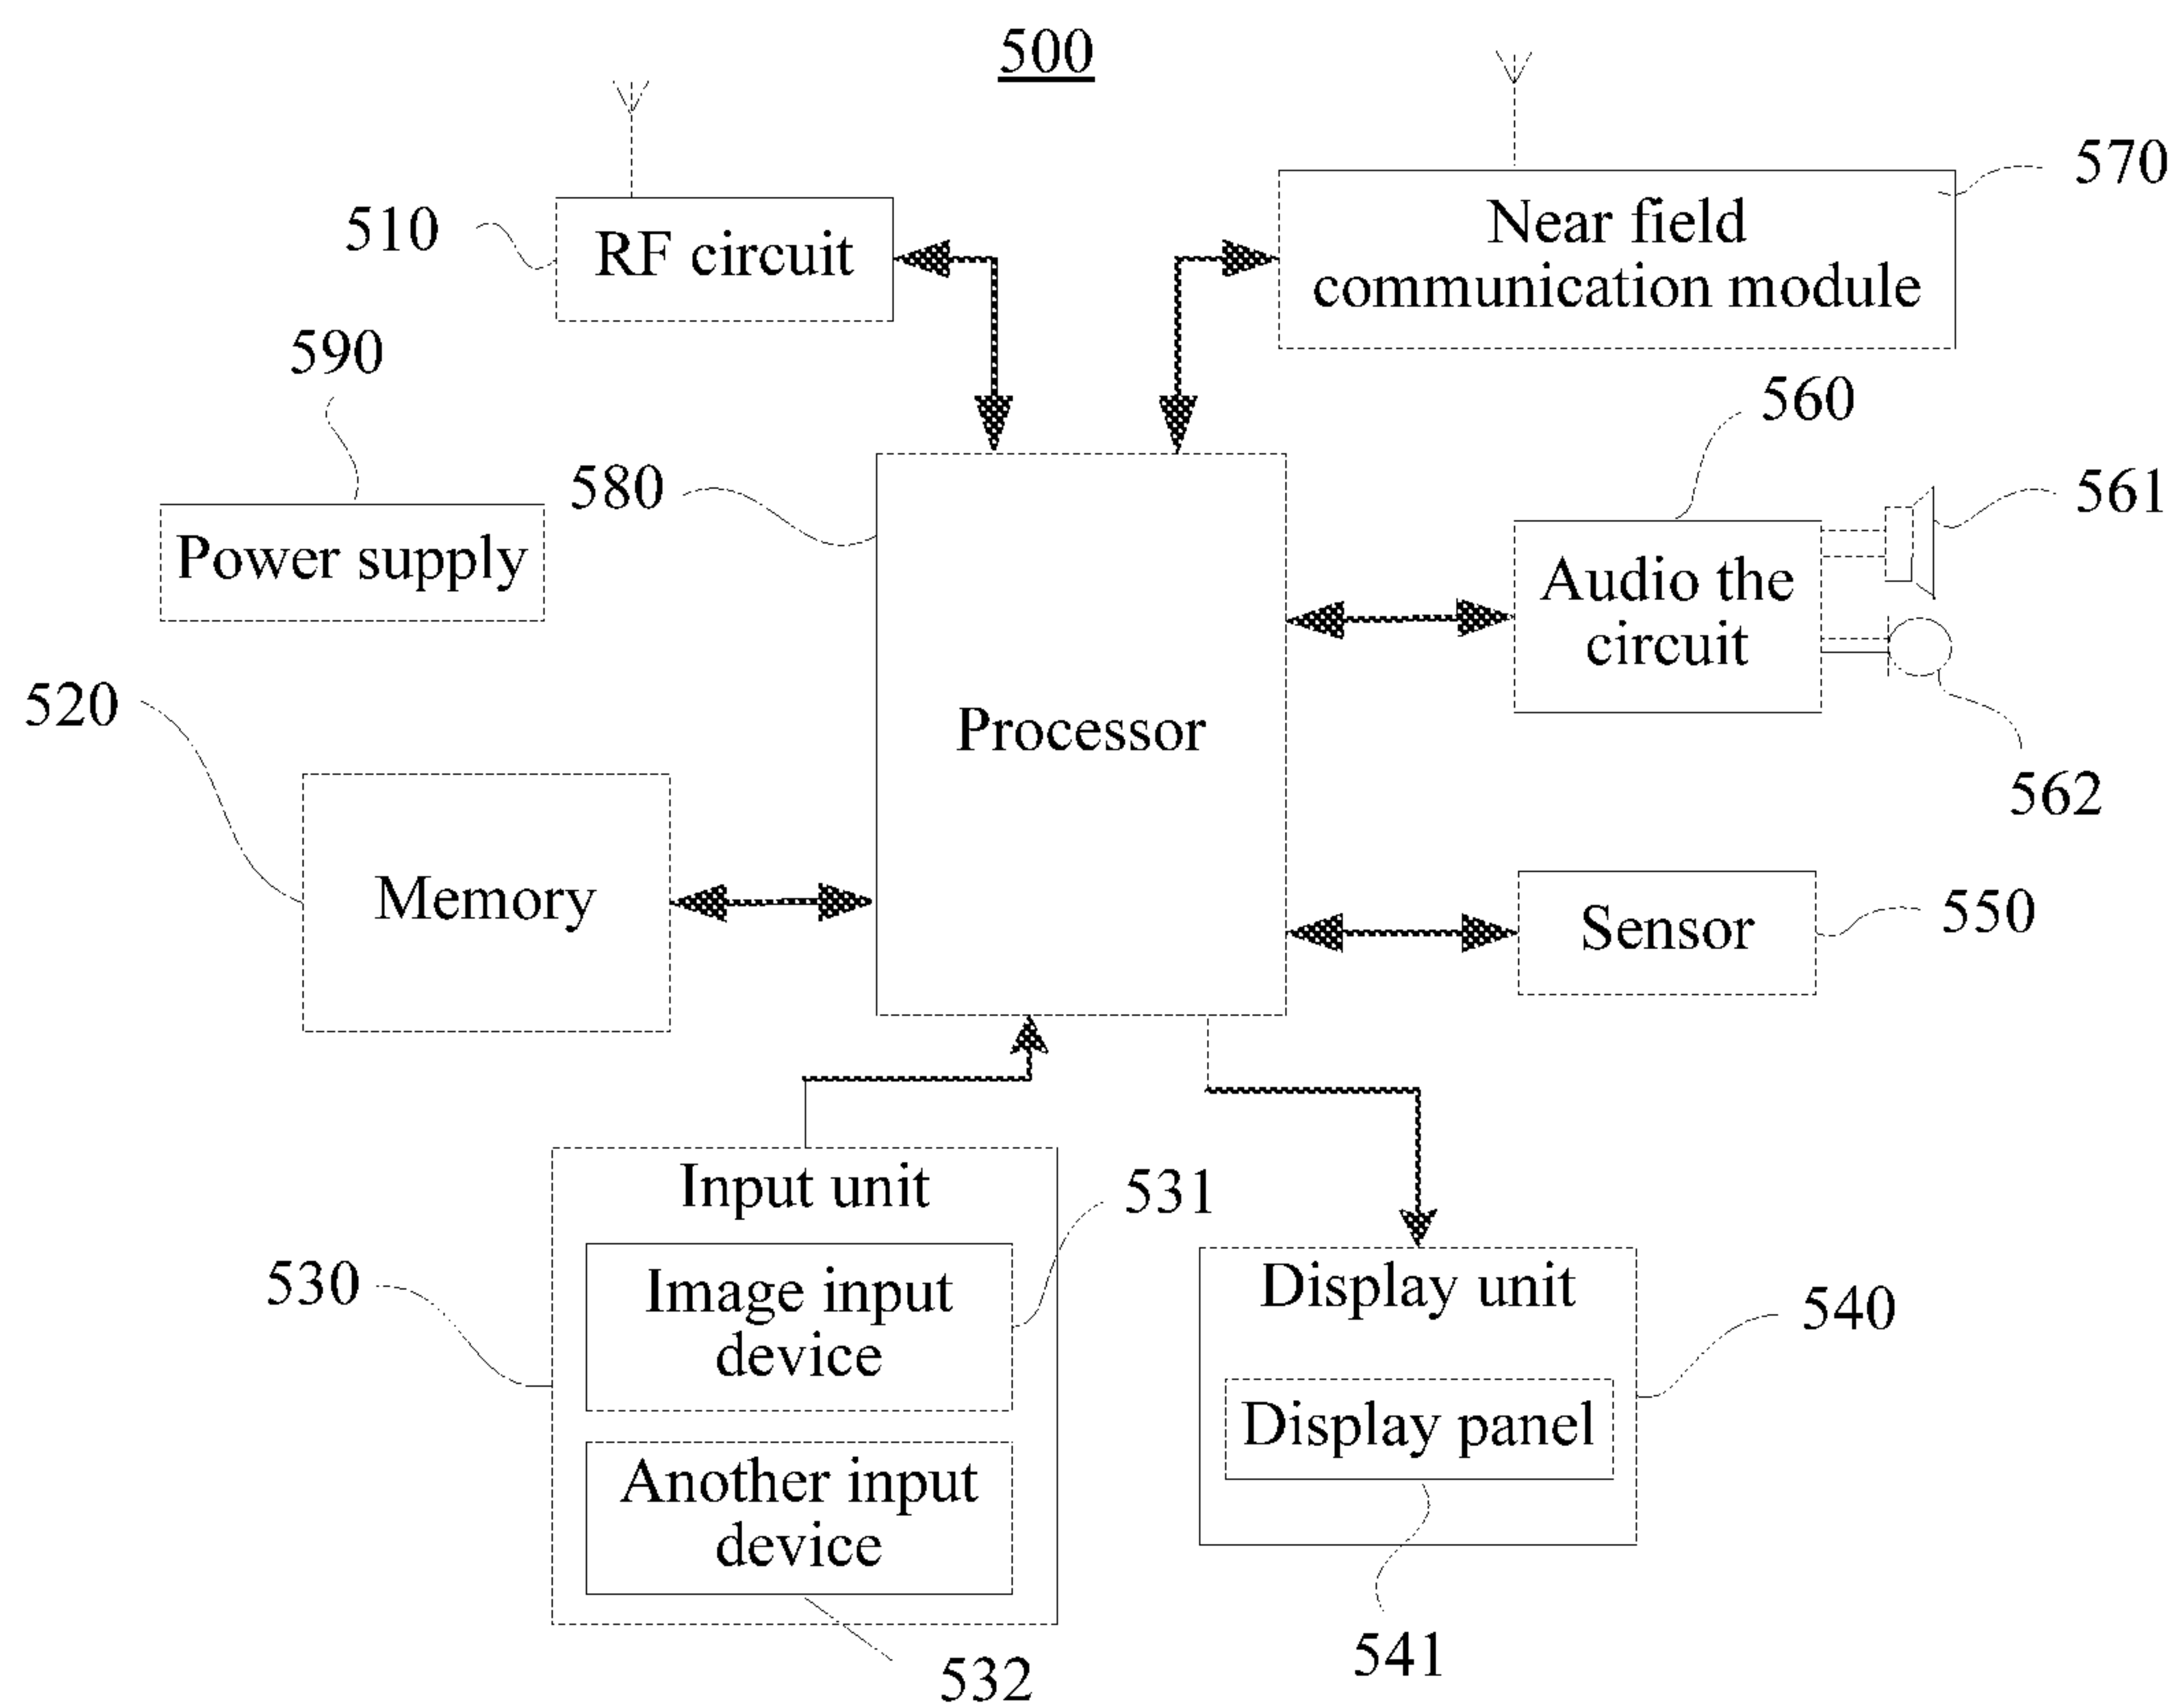 500
570
510
RF circuit
Near field
communication module
590
560
580
561
Power supply
Audio the
circuit
520
Processor
562
Memory
Sensor
550
Input unit
531
530
Image input
device
Display unit
540
Display panel
Another input
device
541
532